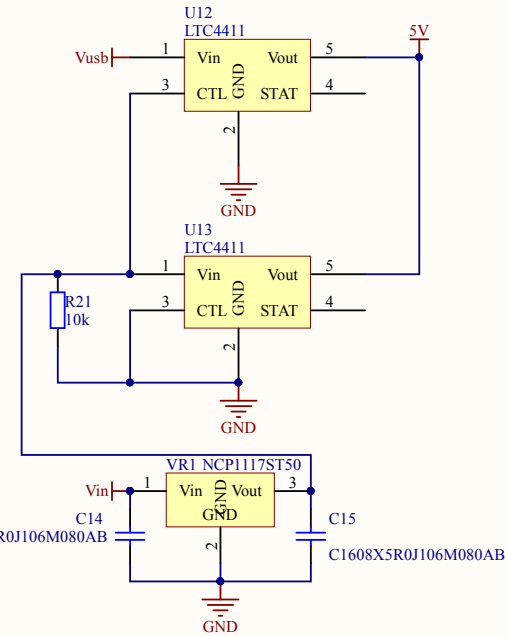 U12
LTC4411
5V
Vusb
1
Vin
Vout
5
3
CTL
GND
STAT
4
2
GND
U13
LTC4411
1
Vin
Vout
5
R21
10k
3
CTL
GND
STAT
4
2
GND
VR1 NCP1117ST50
Vin
1
Vin
GND
Vout
3
GND
C14
R0J106M080AB
2
C15
C1608X5R0J106M080AB
GND